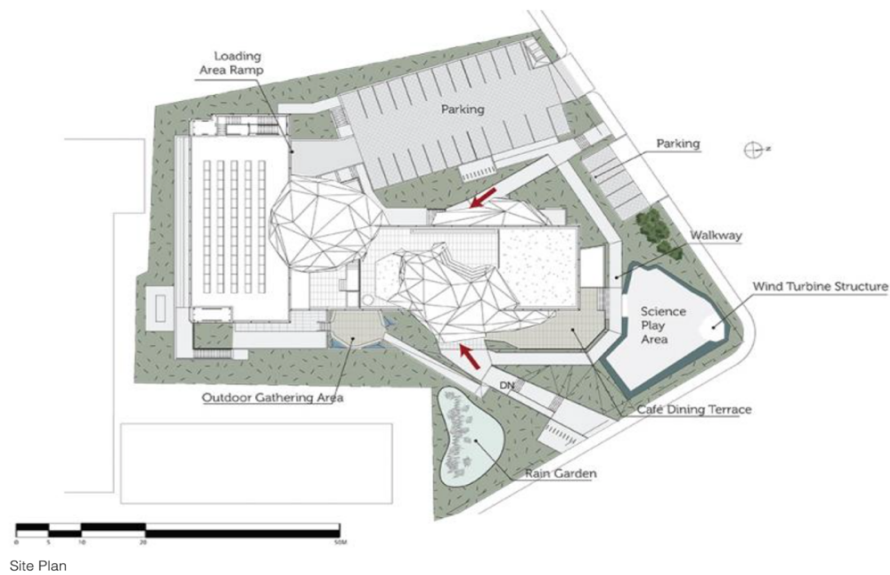 Loading
Area Ramp
Parking
Parking
N
Walkway
Wind Turbine Structure
Science
Play
Area
DN
Outdoor Gathering Area
Café Dining Terrace
Rain Garden
0 5 10 20 50M
Site Plan